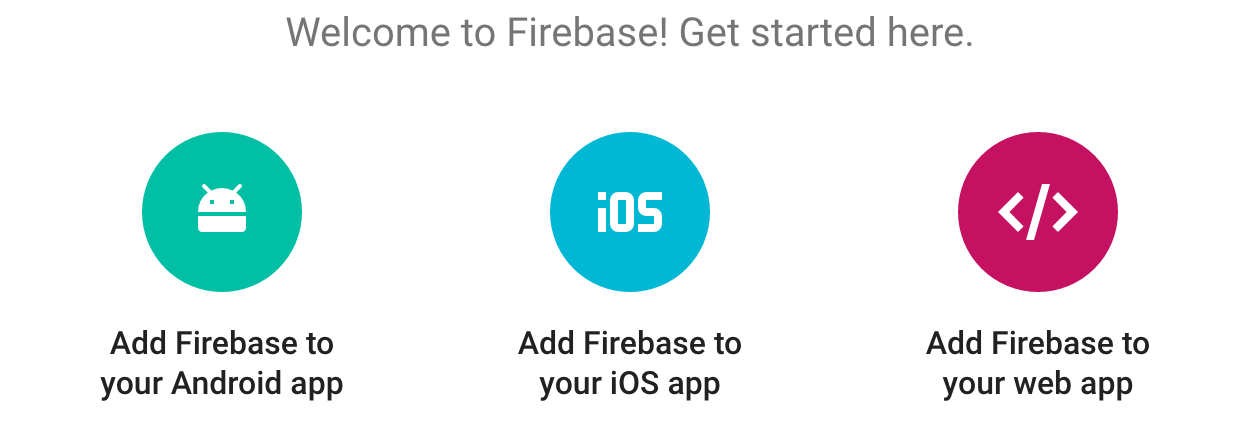 Welcome to Firebase! Get started here.
iOS
</>
Add Firebase to
your Android app
Add Firebase to
your iOS app
Add Firebase to
your web app